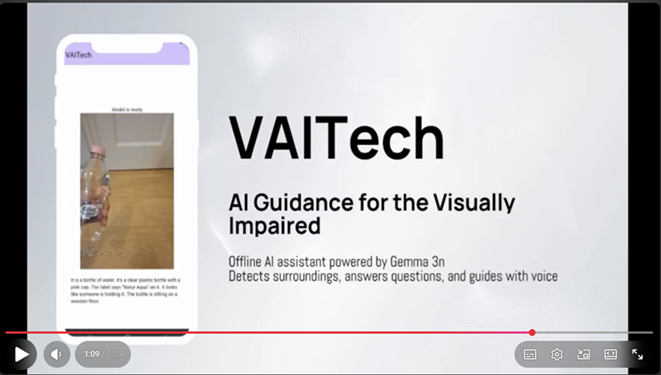 VAITech
Model is ready
It is a bottle of water. It's a clear plastic bottle with a
pink cap. The label says "Natur Aqua" on it. It looks
like someone is holding it. The bottle is sitting on a
wooden floor.
VAITech
AI Guidance for the Visually
Impaired
Offline AI assistant powered by Gemma 3n
Detects surroundings, answers questions, and guides with voice
1:09 / 1:25